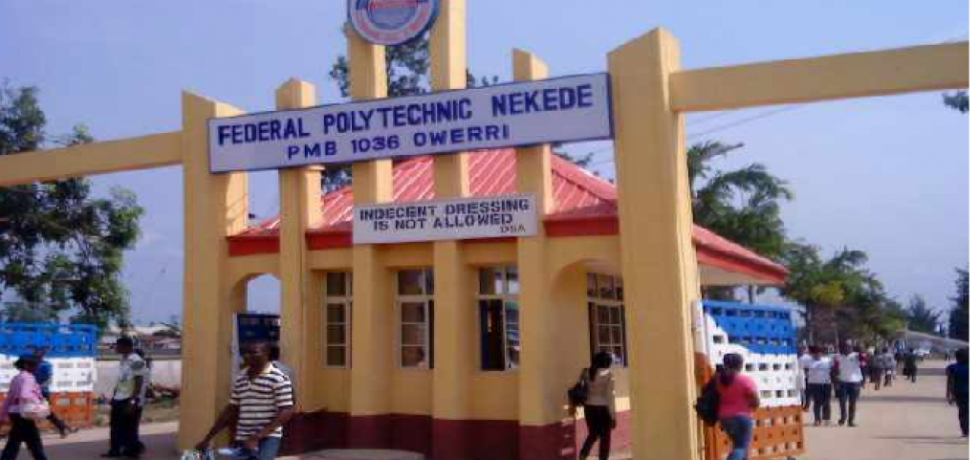 FEDERAL POLYTECHNIC NEKEDE
PMB 1036 OWERRI
INDECENT DRESSING
IS NOT ALLOWED
DSA